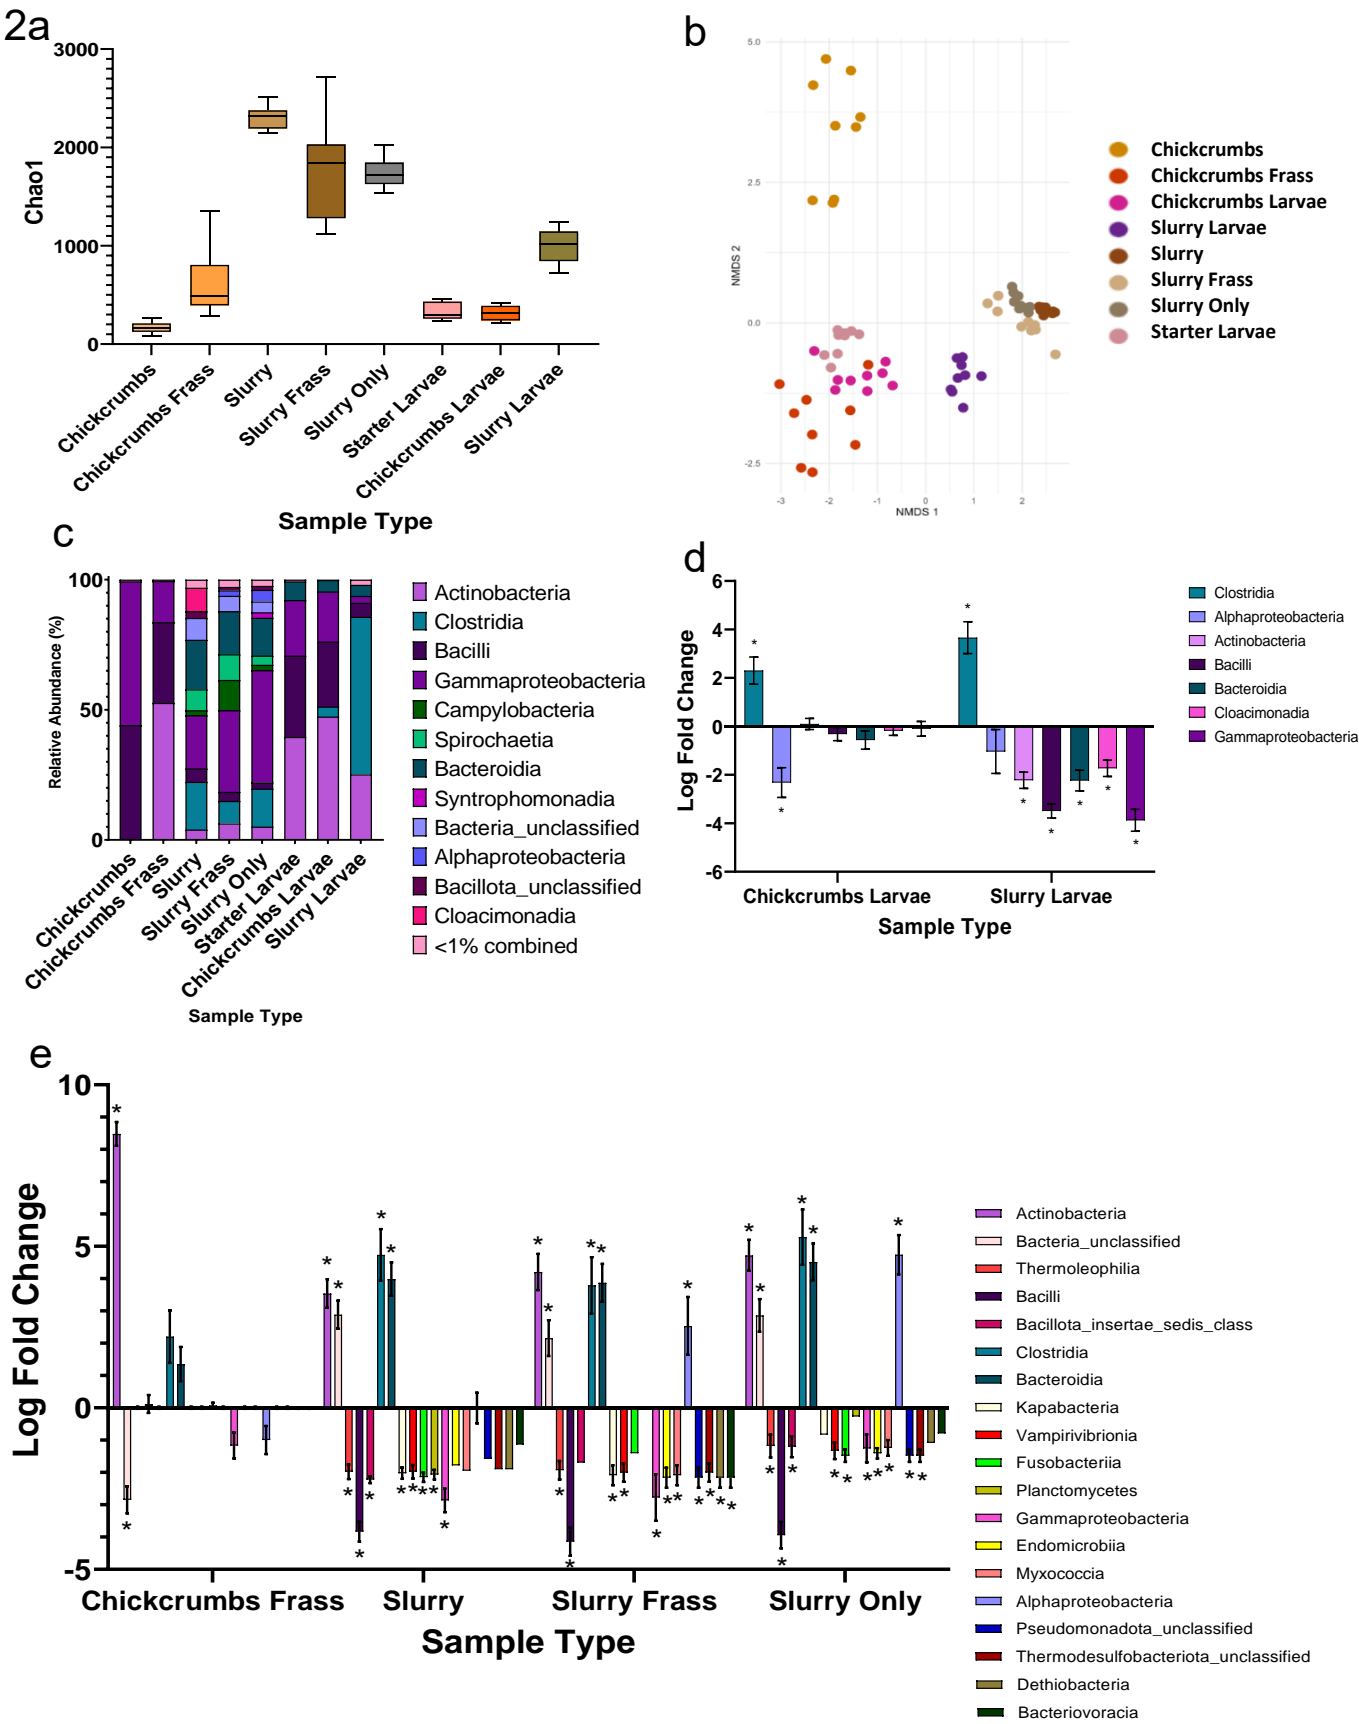 2a
3000
2000
1000
0
Chao1
Chickcrumbs
Chickcrumbs Frass
Slurry
Slurry Frass
Slurry Only
Starter Larvae
Chickcrumbs Larvae
Slurry Larvae
Sample Type
b
5.0
2.5
0.0
-2.5
NMDS 2
-3
-2
-1
0
1
2
NMDS 1
Chickcrumbs
Chickcrumbs Frass
Chickcrumbs Larvae
Slurry Larvae
Slurry
Slurry Frass
Slurry Only
Starter Larvae
c
100
50
0
Relative Abundance (%)
Chickcrumbs
Chickcrumbs Frass
Slurry
Slurry Frass
Slurry Only
Starter Larvae
Chickcrumbs Larvae
Slurry Larvae
Sample Type
Actinobacteria
Clostridia
Bacilli
Gammaproteobacteria
Campylobacteria
Spirochaetia
Bacteroidia
Syntrophomonadia
Bacteria_unclassified
Alphaproteobacteria
Bacillota_unclassified
Cloacimonadia
<1% combined
d
6
4
2
0
-2
-4
-6
Log Fold Change
Chickcrumbs Larvae
Slurry Larvae
Sample Type
Clostridia
Alphaproteobacteria
Actinobacteria
Bacilli
Bacteroidia
Cloacimonadia
Gammaproteobacteria
e
10
5
0
-5
Log Fold Change
Chickcrumbs Frass
Slurry
Slurry Frass
Slurry Only
Sample Type
Actinobacteria
Bacteria_unclassified
Thermoleophilia
Bacilli
Bacillota_insertae_sedis_class
Clostridia
Bacteroidia
Kapabacteria
Vampirivibrionia
Fusobacteriia
Planctomycetes
Gammaproteobacteria
Endomicrobiia
Myxococcia
Alphaproteobacteria
Pseudomonadota_unclassified
Thermodesulfobacteriota_unclassified
Dethiobacteria
Bacteriovoracia